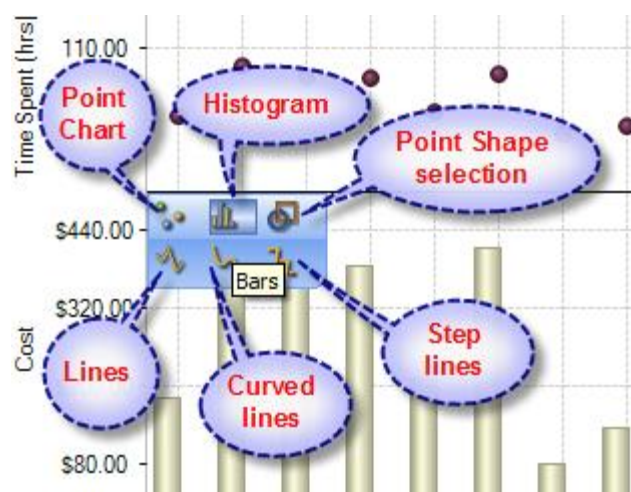 Time Spent (hrs)
110.00
Point
Chart
Histogram
Point Shape
selection
$440.00
Bars
$320.00
Cost
Lines
Curved
lines
Step
lines
$80.00